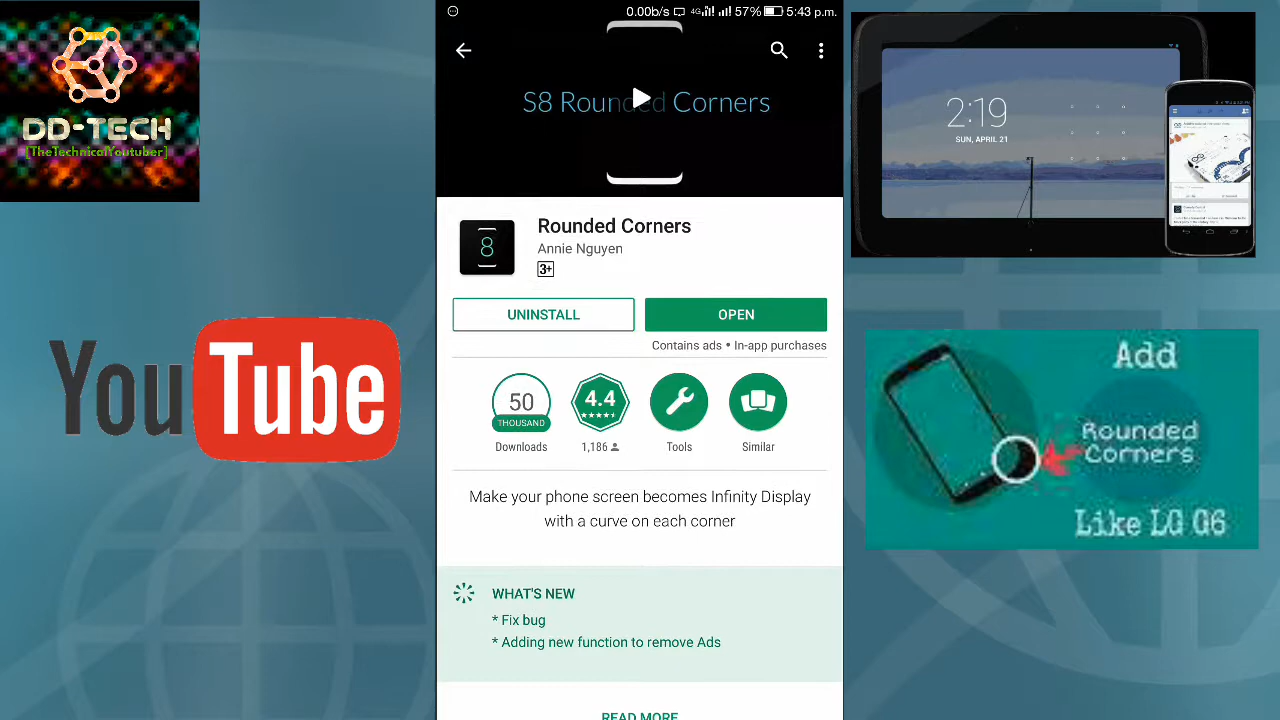 DD-TECH
[TheTechnicalYoutuber]
YouTube
0.00b/s 4G 57% 5:43 p.m.
S8 Rounded Corners
8
Rounded Corners
Annie Nguyen
3+
UNINSTALL
OPEN
Contains ads • In-app purchases
50
THOUSAND
4.4
Downloads
1,186
Tools
Similar
Make your phone screen becomes Infinity Display
with a curve on each corner
WHAT'S NEW
* Fix bug
* Adding new function to remove Ads
READ MORE
2:19
SUN, APRIL 21
Add
Rounded
Corners
Like LG G6